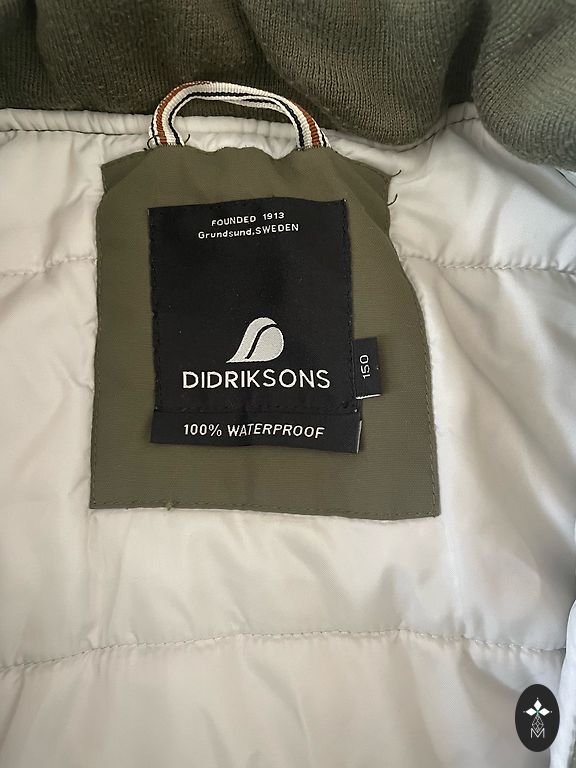 FOUNDED 1913
Grundsund,SWEDEN
DIDRIKSONS
150
100% WATERPROOF
M